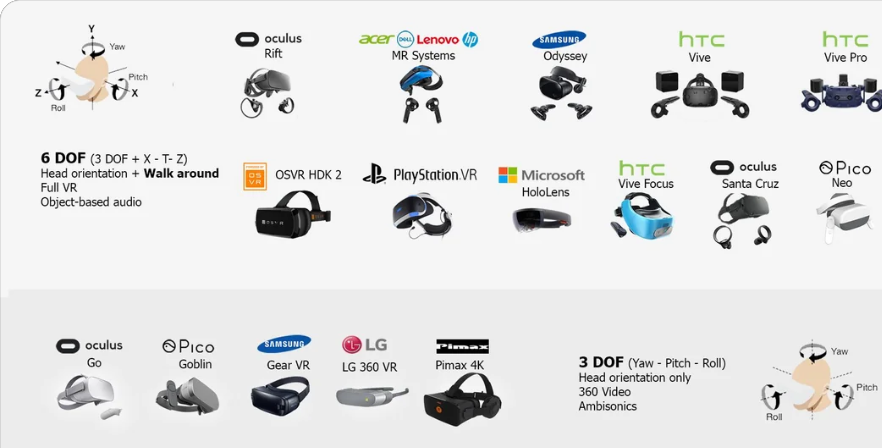 Y
Yaw
Pitch
Z
X
Roll
oculus
Rift
acer DELL Lenovo hp
MR Systems
SAMSUNG
Odyssey
hTC
Vive
hTC
Vive Pro
6 DOF (3 DOF + X - T- Z)
Head orientation + Walk around
Full VR
Object-based audio
OSVR
OSVR HDK 2
PlayStation.VR
Microsoft
HoloLens
hTC
Vive Focus
oculus
Santa Cruz
Pico
Neo
oculus
Go
Pico
Goblin
SAMSUNG
Gear VR
LG
LG 360 VR
Pimax
Pimax 4K
3 DOF (Yaw - Pitch - Roll)
Head orientation only
360 Video
Ambisonics
Yaw
Pitch
Roll